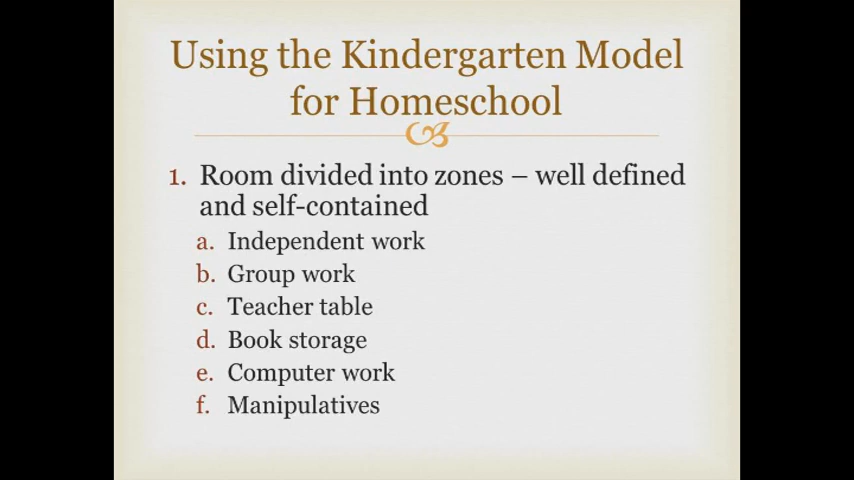 Using the Kindergarten Model
for Homeschool
1. Room divided into zones – well defined
and self-contained
a. Independent work
b. Group work
c. Teacher table
d. Book storage
e. Computer work
f. Manipulatives